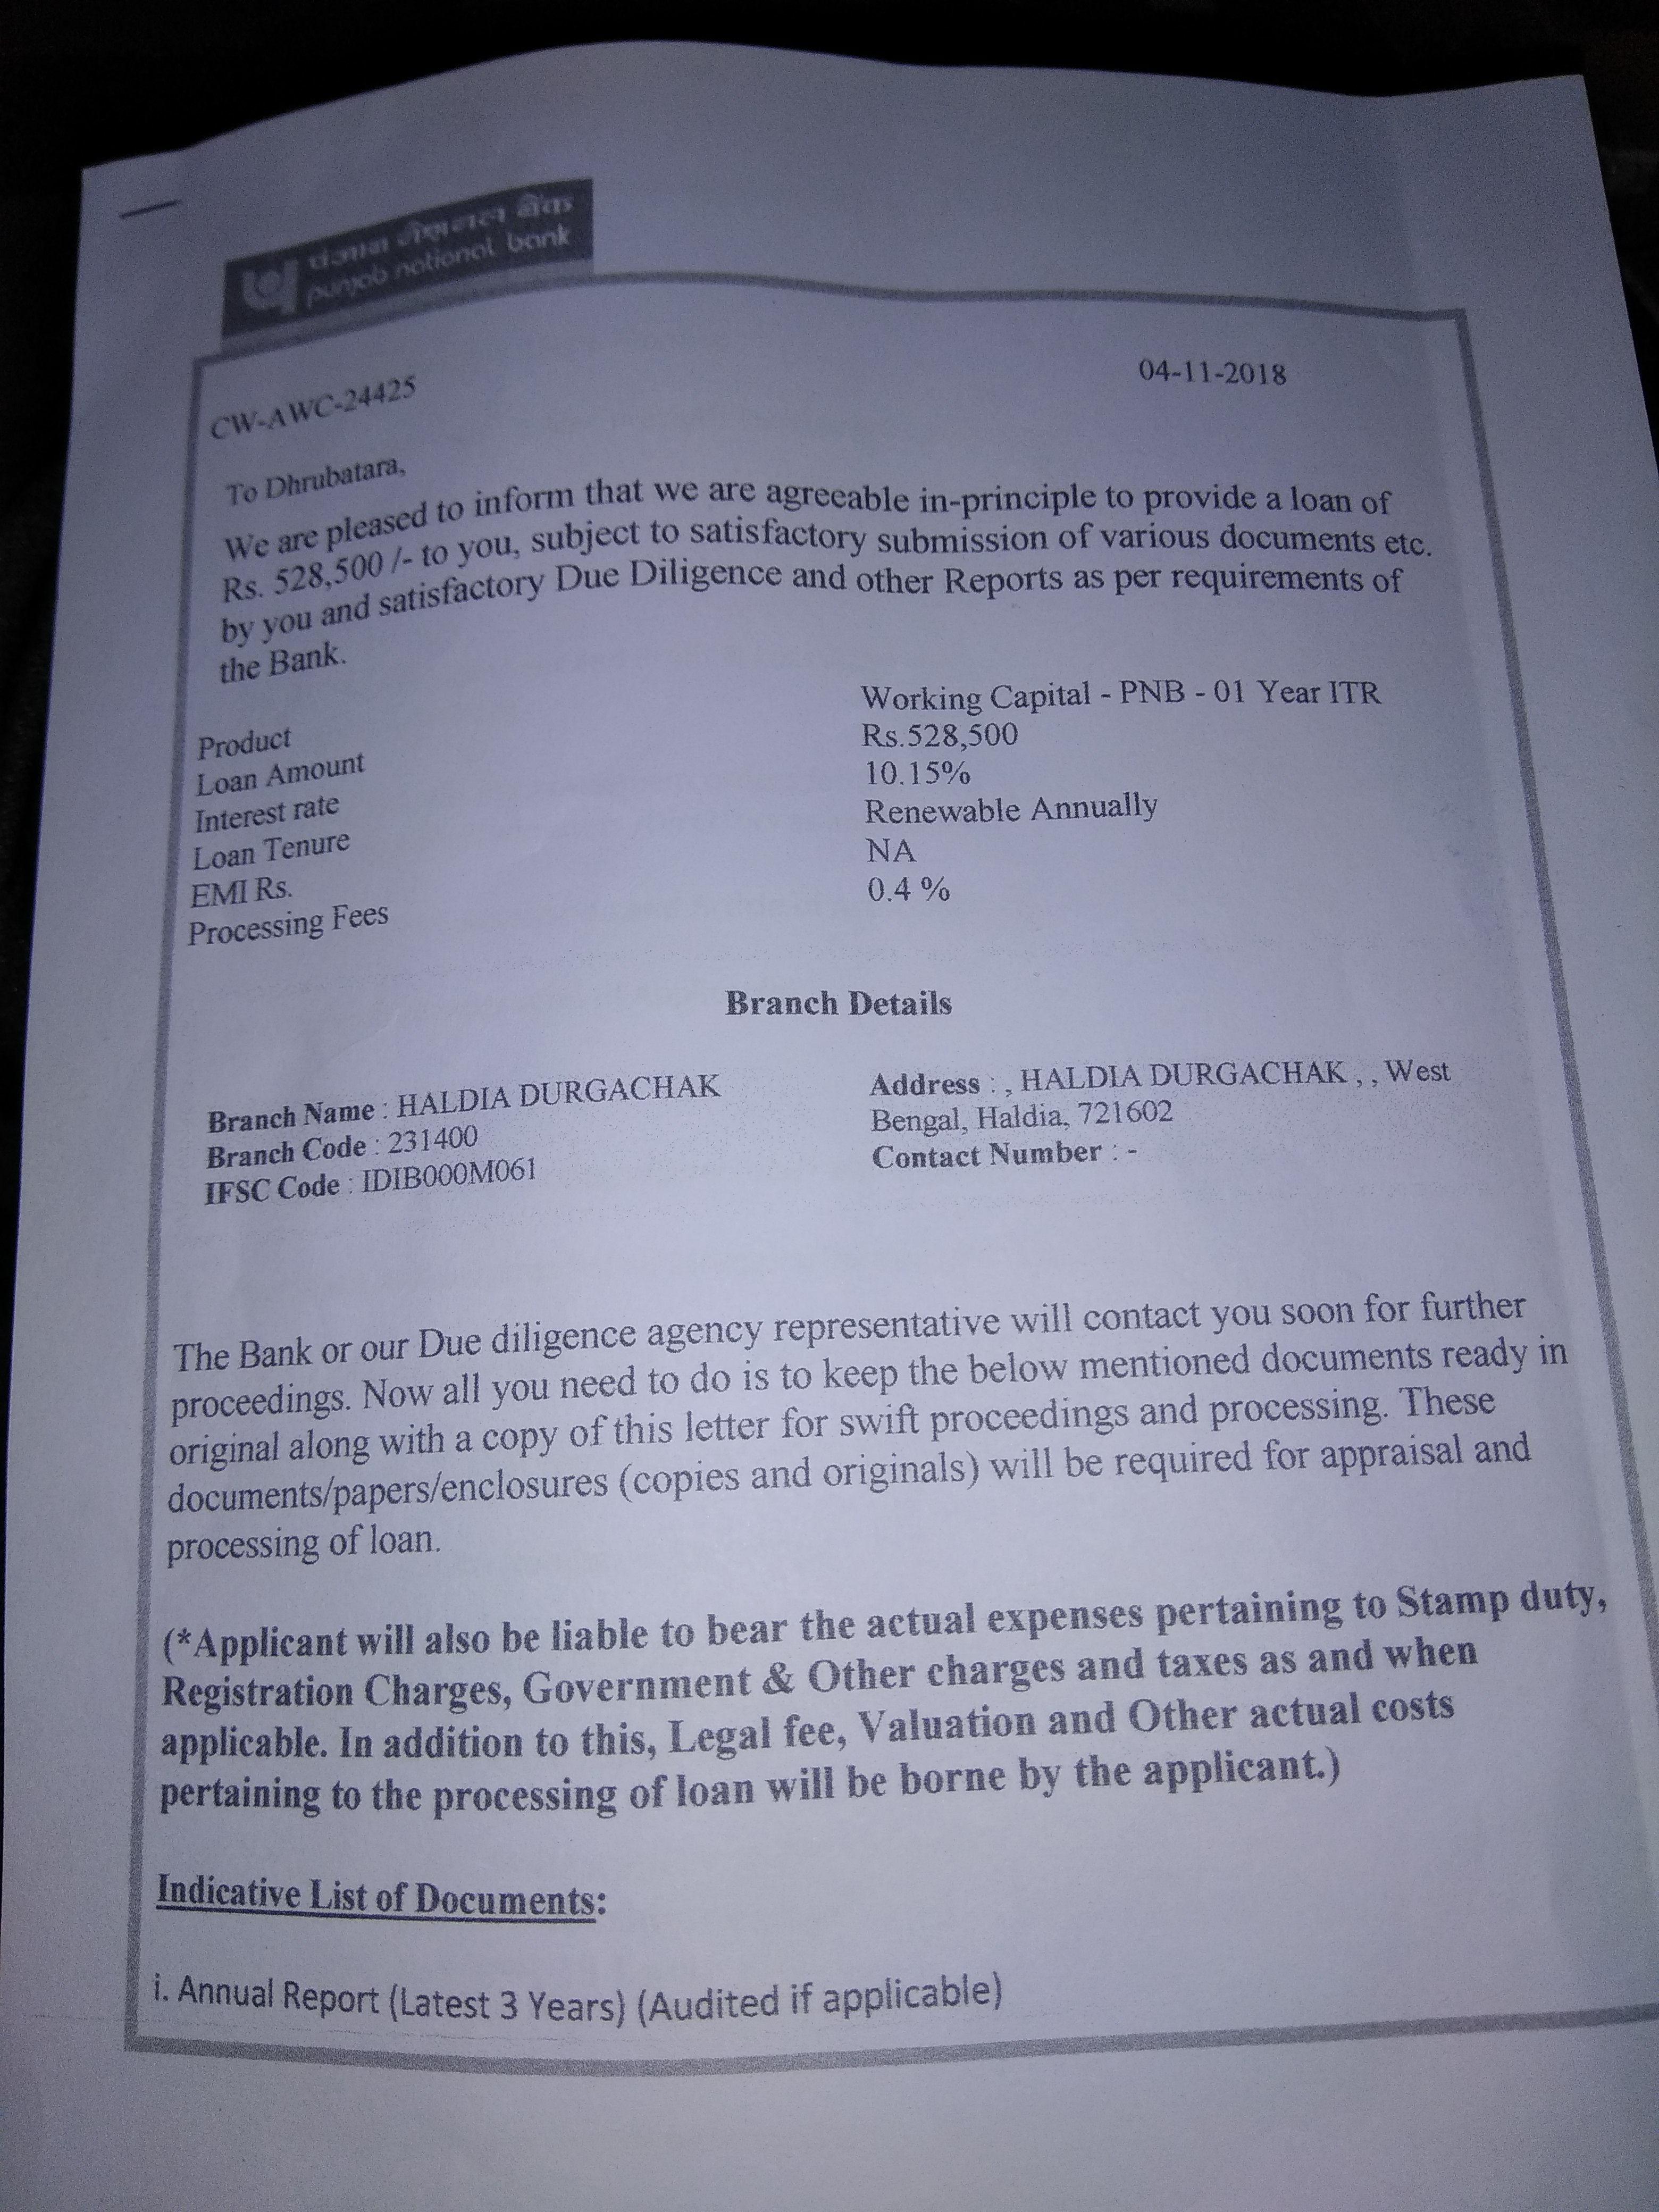 पंजाब नैशनल बैंक
punjab national bank
04-11-2018
CW-AWC-24425
To Dhrubatara,
We are pleased to inform that we are agreeable in-principle to provide a loan of
Rs. 528,500 /- to you, subject to satisfactory submission of various documents etc.
by you and satisfactory Due Diligence and other Reports as per requirements of
the Bank.
Product Working Capital - PNB - 01 Year ITR
Loan Amount Rs.528,500
Interest rate 10.15%
Loan Tenure Renewable Annually
EMI Rs. NA
Processing Fees 0.4 %
Branch Details
Branch Name : HALDIA DURGACHAK
Branch Code : 231400
IFSC Code : IDIB000M061
Address : , HALDIA DURGACHAK , , West
Bengal, Haldia, 721602
Contact Number : -
The Bank or our Due diligence agency representative will contact you soon for further
proceedings. Now all you need to do is to keep the below mentioned documents ready in
original along with a copy of this letter for swift proceedings and processing. These
documents/papers/enclosures (copies and originals) will be required for appraisal and
processing of loan.
(*Applicant will also be liable to bear the actual expenses pertaining to Stamp duty,
Registration Charges, Government & Other charges and taxes as and when
applicable. In addition to this, Legal fee, Valuation and Other actual costs
pertaining to the processing of loan will be borne by the applicant.)
Indicative List of Documents:
i. Annual Report (Latest 3 Years) (Audited if applicable)